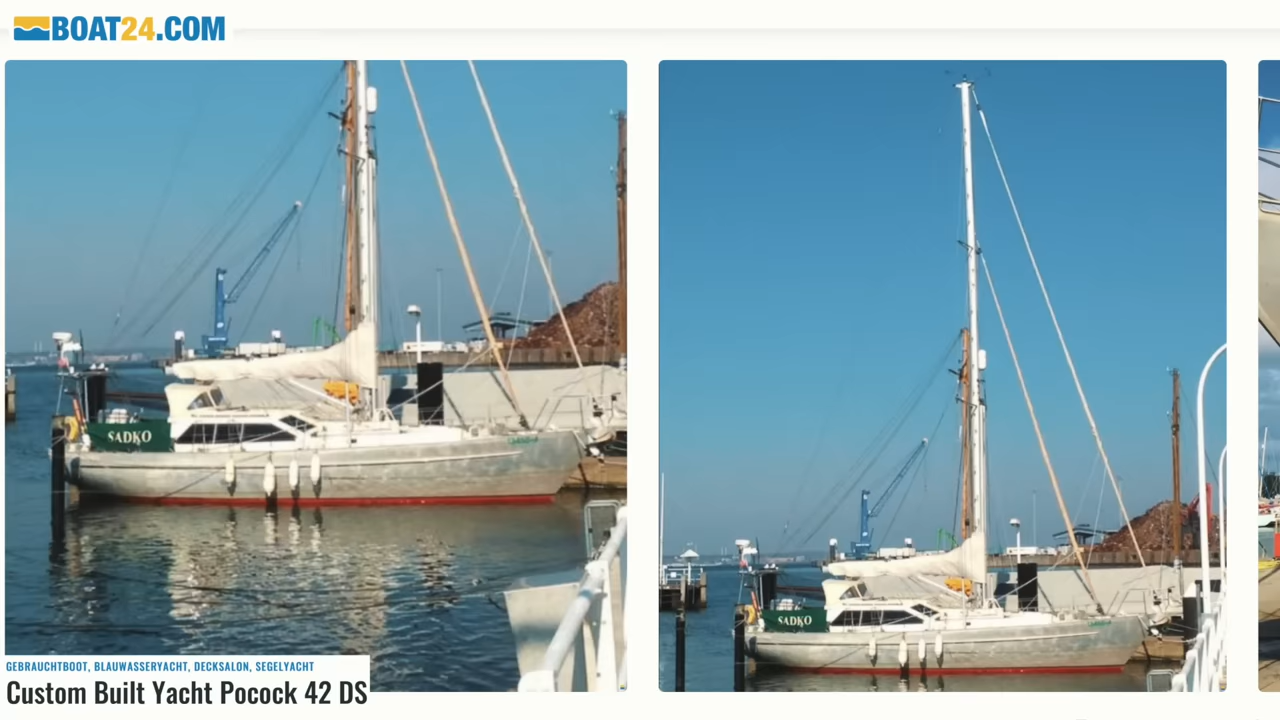 BOAT24.COM
SADKO
SADKO
GEBRAUCHTBOOT, BLAUWASSERYACHT, DECKSALON, SEGELYACHT
Custom Built Yacht Pocock 42 DS